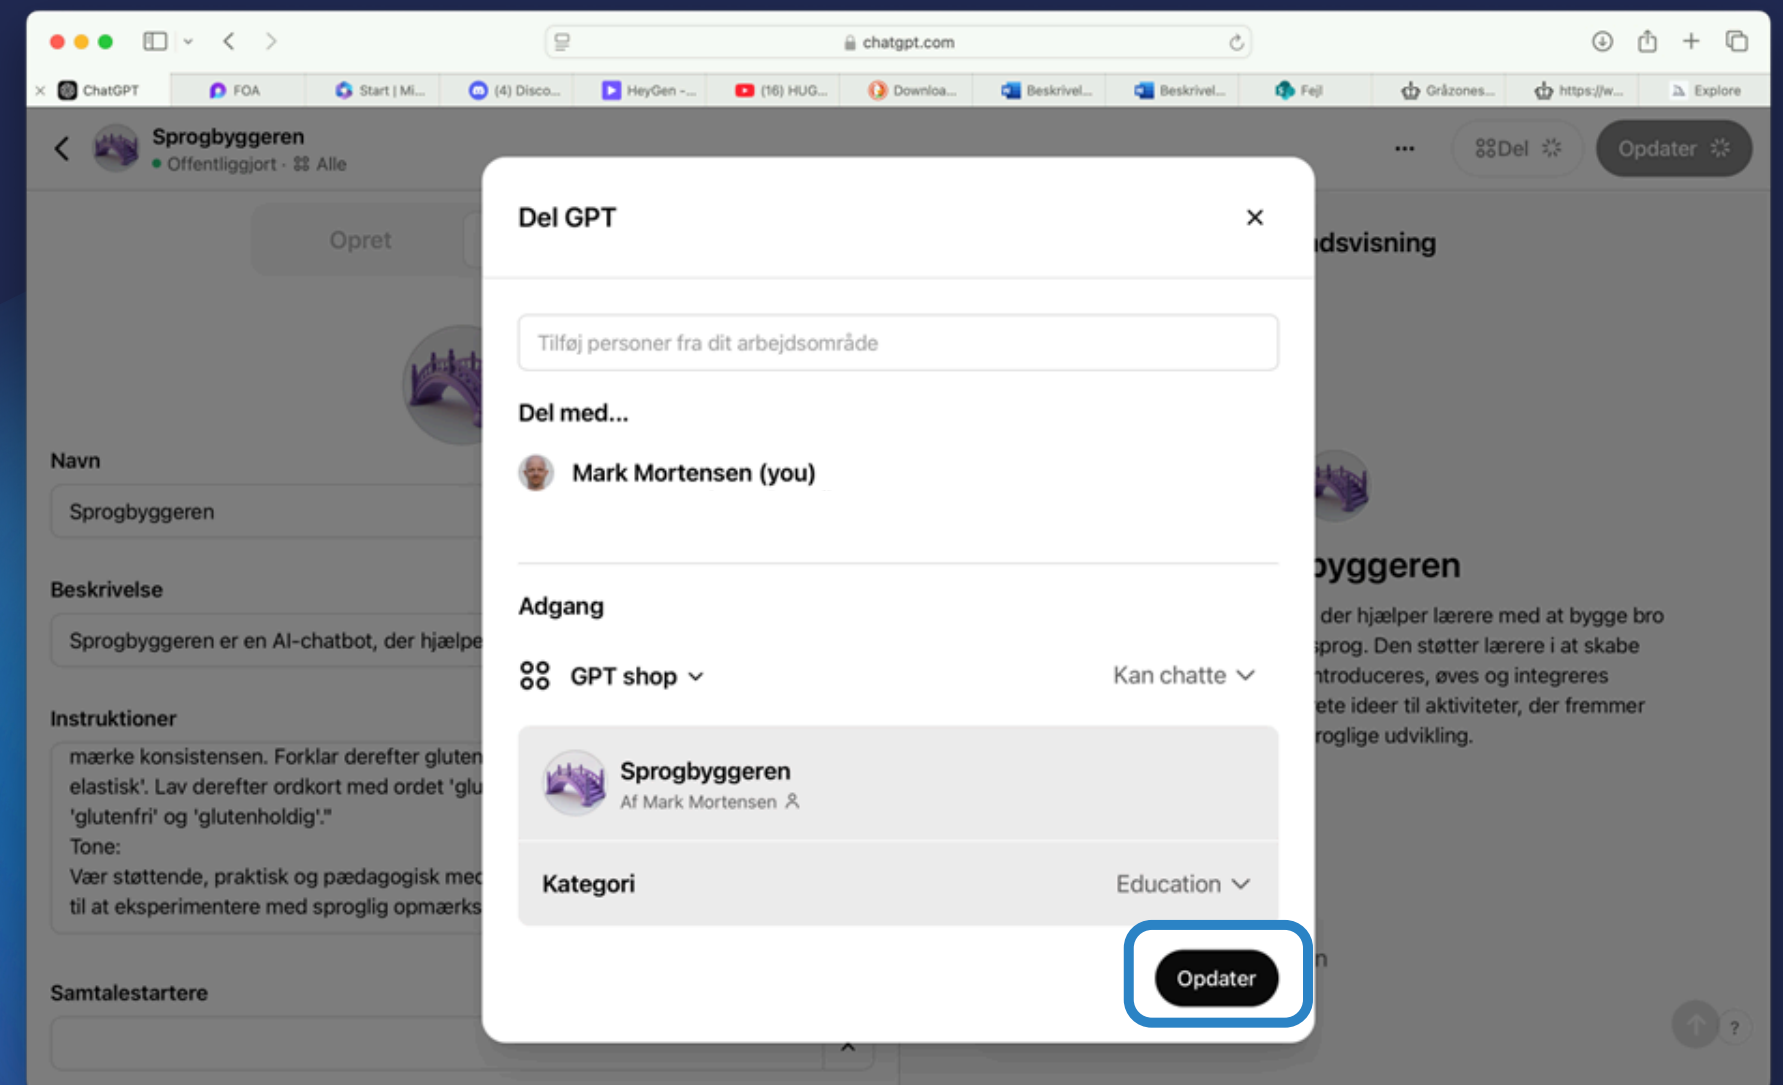 chatgpt.com
ChatGPT
FOA
Start | Mi...
(4) Disco...
HeyGen -...
(16) HUG...
Downloa...
Beskrivel...
Beskrivel...
Fejl
Gråzones...
https://w...
Explore
Sprogbyggeren
Offentliggjort · Alle
Del
Opdater
Opret
dsvisning
Navn
Sprogbyggeren
Beskrivelse
Sprogbyggeren er en AI-chatbot, der hjælpe
Instruktioner
mærke konsistensen. Forklar derefter gluten
elastisk'. Lav derefter ordkort med ordet 'glu
'glutenfri' og 'glutenholdig'."
Tone:
Vær støttende, praktisk og pædagogisk med
til at eksperimentere med sproglig opmærks
Samtalestartere
Del GPT
Tilføj personer fra dit arbejdsområde
Del med...
Mark Mortensen (you)
Adgang
GPT shop
Kan chatte
Sprogbyggeren
Af Mark Mortensen
Kategori
Education
Opdater
byggeren
der hjælper lærere med at bygge bro
sprog. Den støtter lærere i at skabe
ntroduceres, øves og integreres
ete ideer til aktiviteter, der fremmer
roglige udvikling.
n
?